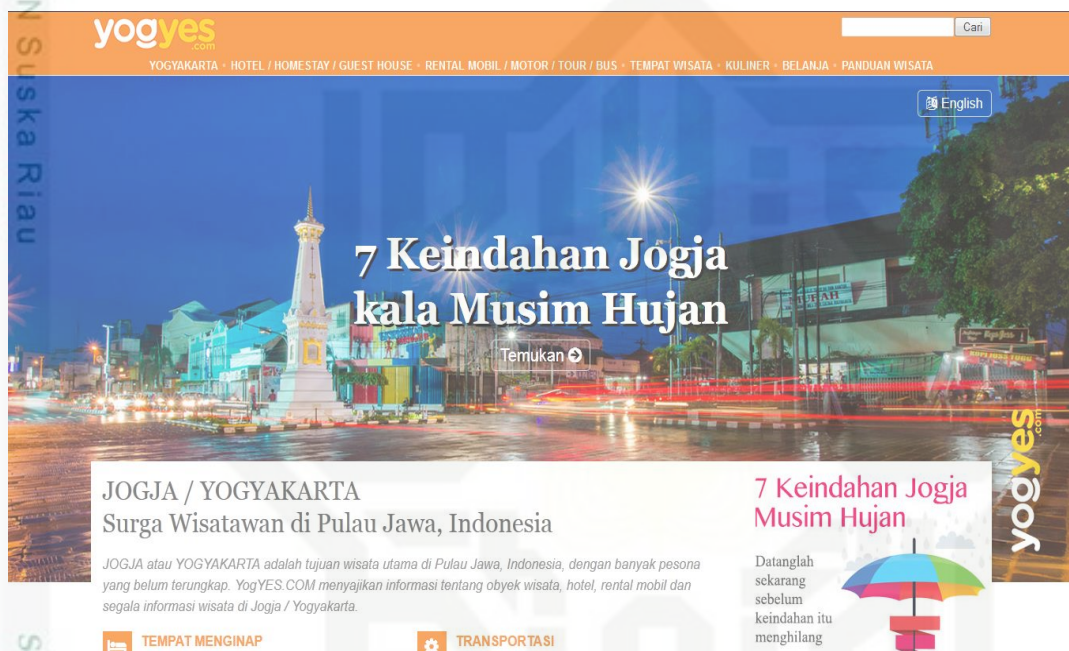 N Suska Riau
yogyes
.com
Cari
YOGYAKARTA • HOTEL / HOMESTAY / GUEST HOUSE • RENTAL MOBIL / MOTOR / TOUR / BUS • TEMPAT WISATA • KULINER • BELANJA • PANDUAN WISATA
English
7 Keindahan Jogja
kala Musim Hujan
Temukan
yogyes
.com
JOGJA / YOGYAKARTA
Surga Wisatawan di Pulau Jawa, Indonesia
JOGJA atau YOGYAKARTA adalah tujuan wisata utama di Pulau Jawa, Indonesia, dengan banyak pesona
yang belum terungkap. YogYES.COM menyajikan informasi tentang obyek wisata, hotel, rental mobil dan
segala informasi wisata di Jogja / Yogyakarta.
7 Keindahan Jogja
Musim Hujan
Datanglah
sekarang
sebelum
keindahan itu
menghilang
TEMPAT MENGINAP
TRANSPORTASI